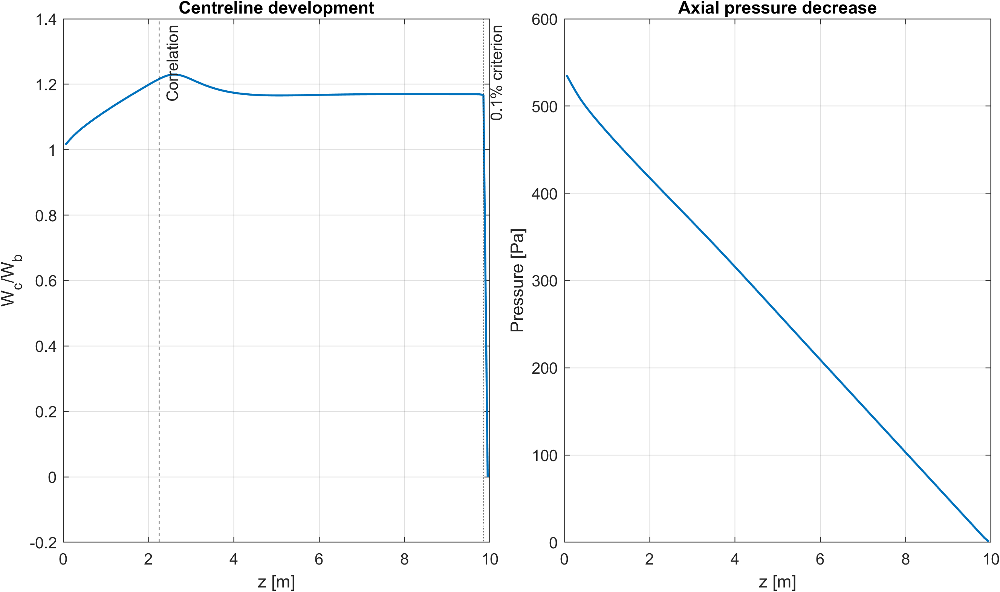 Centreline development
1.4
1.2
1
0.8
0.6
0.4
0.2
0
-0.2
W_c/W_b
Correlation
0.1% criterion
0 2 4 6 8 10
z [m]
Axial pressure decrease
600
500
400
300
200
100
0
Pressure [Pa]
0 2 4 6 8 10
z [m]